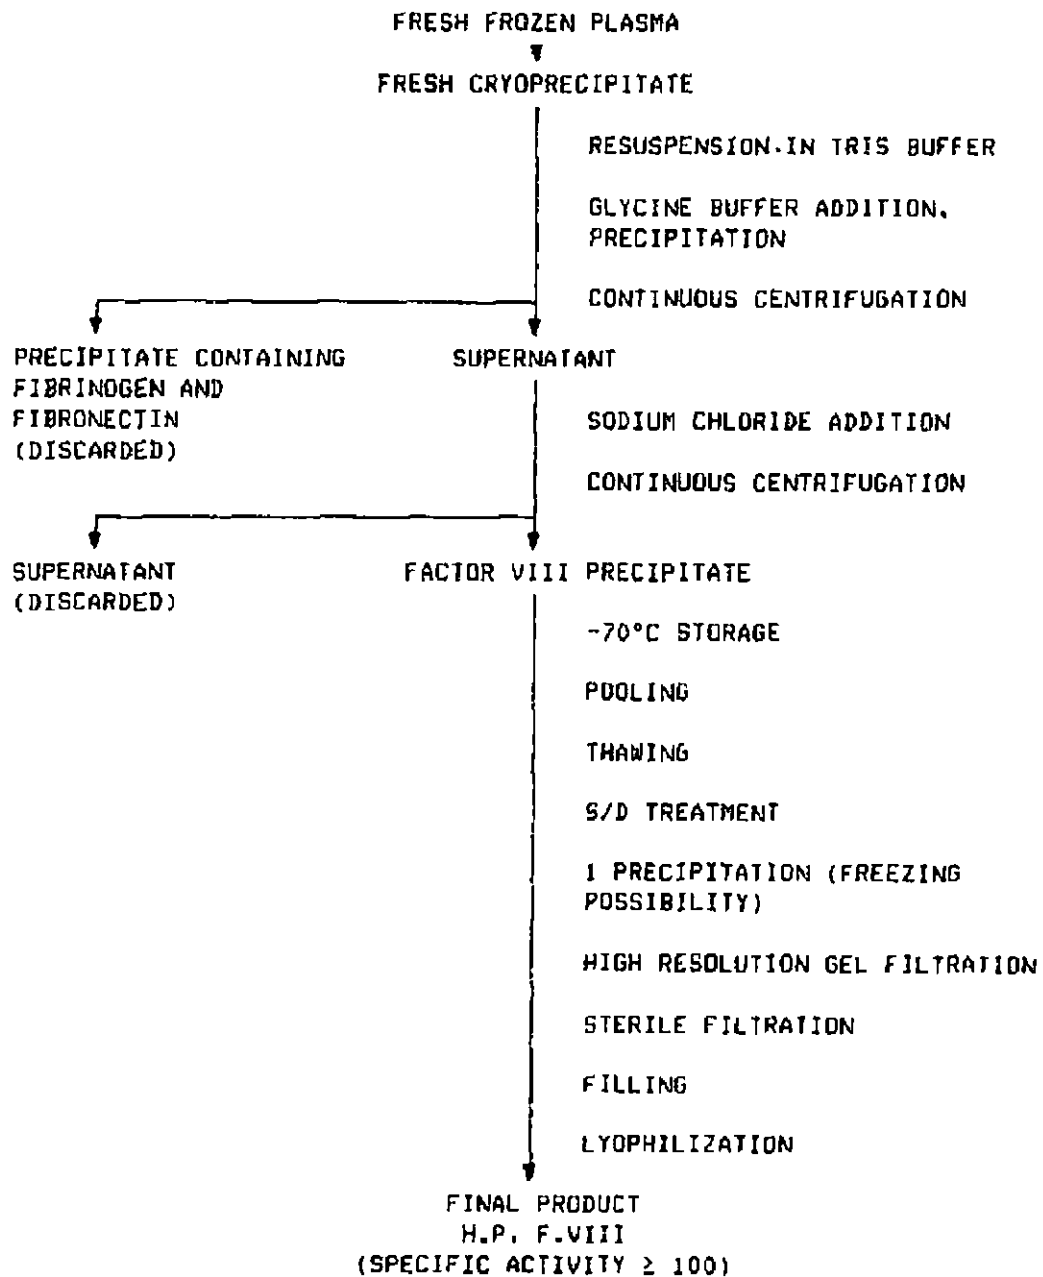 FRESH FROZEN PLASMA
FRESH CRYOPRECIPITATE
RESUSPENSION.IN TRIS BUFFER
GLYCINE BUFFER ADDITION.
PRECIPITATION
CONTINUOUS CENTRIFUGATION
PRECIPITATE CONTAINING
FIBRINOGEN AND
FIBRONECTIN
(DISCARDED)
SUPERNATANT
SODIUM CHLORIDE ADDITION
CONTINUOUS CENTRIFUGATION
SUPERNATANT
(DISCARDED)
FACTOR VIII PRECIPITATE
-70°C STORAGE
POOLING
THAWING
S/D TREATMENT
1 PRECIPITATION (FREEZING
POSSIBILITY)
HIGH RESOLUTION GEL FILTRATION
STERILE FILTRATION
FILLING
LYOPHILIZATION
FINAL PRODUCT
H.P. F.VIII
(SPECIFIC ACTIVITY ≥ 100)